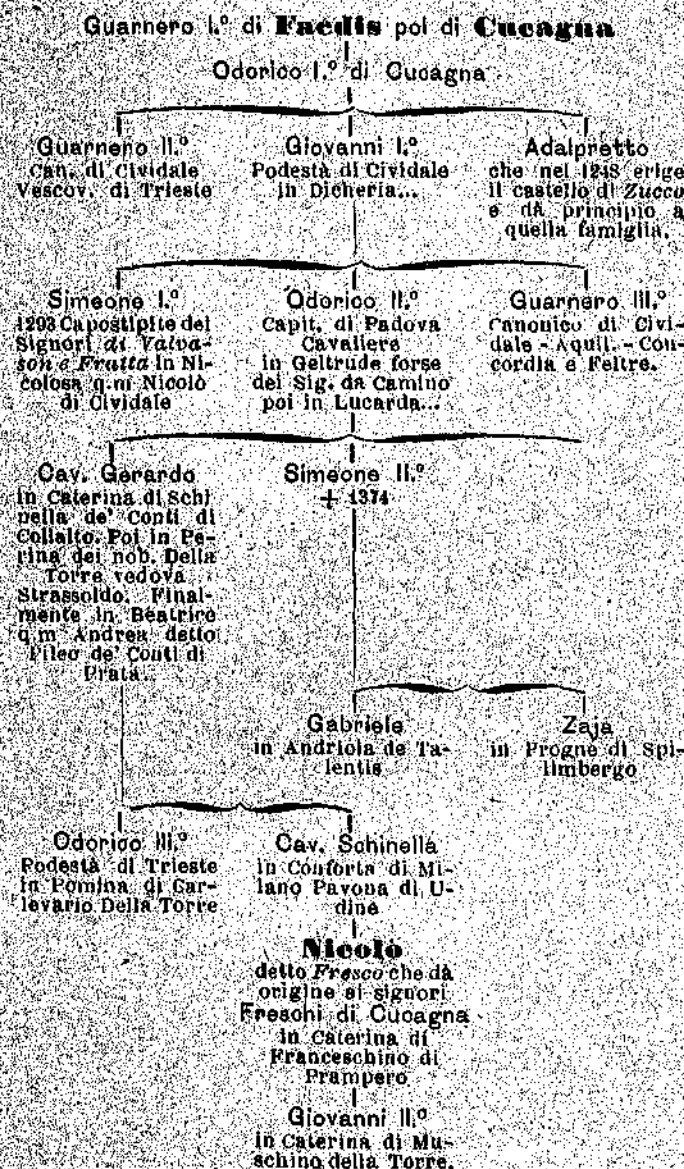 Guarnero I.º di Faedis poi di Cucagna
Odorico I.º di Cucagna
Guarnero II.º
Can. di Cividale
Vescov. di Trieste
Giovanni I.º
Podestà di Cividale
in Dicheria...
Adalpretto
che nel 1248 erige
il castello di Zucco
e dà principio a
quella famiglia.
Simeone I.º
1293 Capostipite dei
Signori di Valva-
son e Fratta in Ni-
colosa q.m Nicolò
di Cividale
Odorico II.º
Capit. di Padova
Cavaliere
in Geltrude forse
dei Sig. da Camino
poi in Lucarda...
Guarnero III.º
Canonico di Civi-
dale - Aquil. - Con-
cordia e Feltre.
Cav. Gerardo
in Caterina di Schi
nella de' Conti di
Collalto. Poi in Pe-
rina dei nob. Della
Torre vedova
Strassoldo. Final-
mente in Beatrice
q.m Andrea detto
Pileo de' Conti di
Prata..
Simeone II.º
+ 1374
Gabriele
in Andriola de Ta-
lentis
Zaja
in Progne di Spi-
limbergo
Odorico III.º
Podestà di Trieste
in Pomina di Car-
levario Della Torre
Cav. Schinella
in Conforta di Mi-
lano Pavona di U-
dine
Nicolò
detto Fresco che dà
origine ei signori
Freschi di Cucagna
in Caterina di
Franceschino di
Prampero
Giovanni II.º
in Caterina di Mu-
schino della Torre.